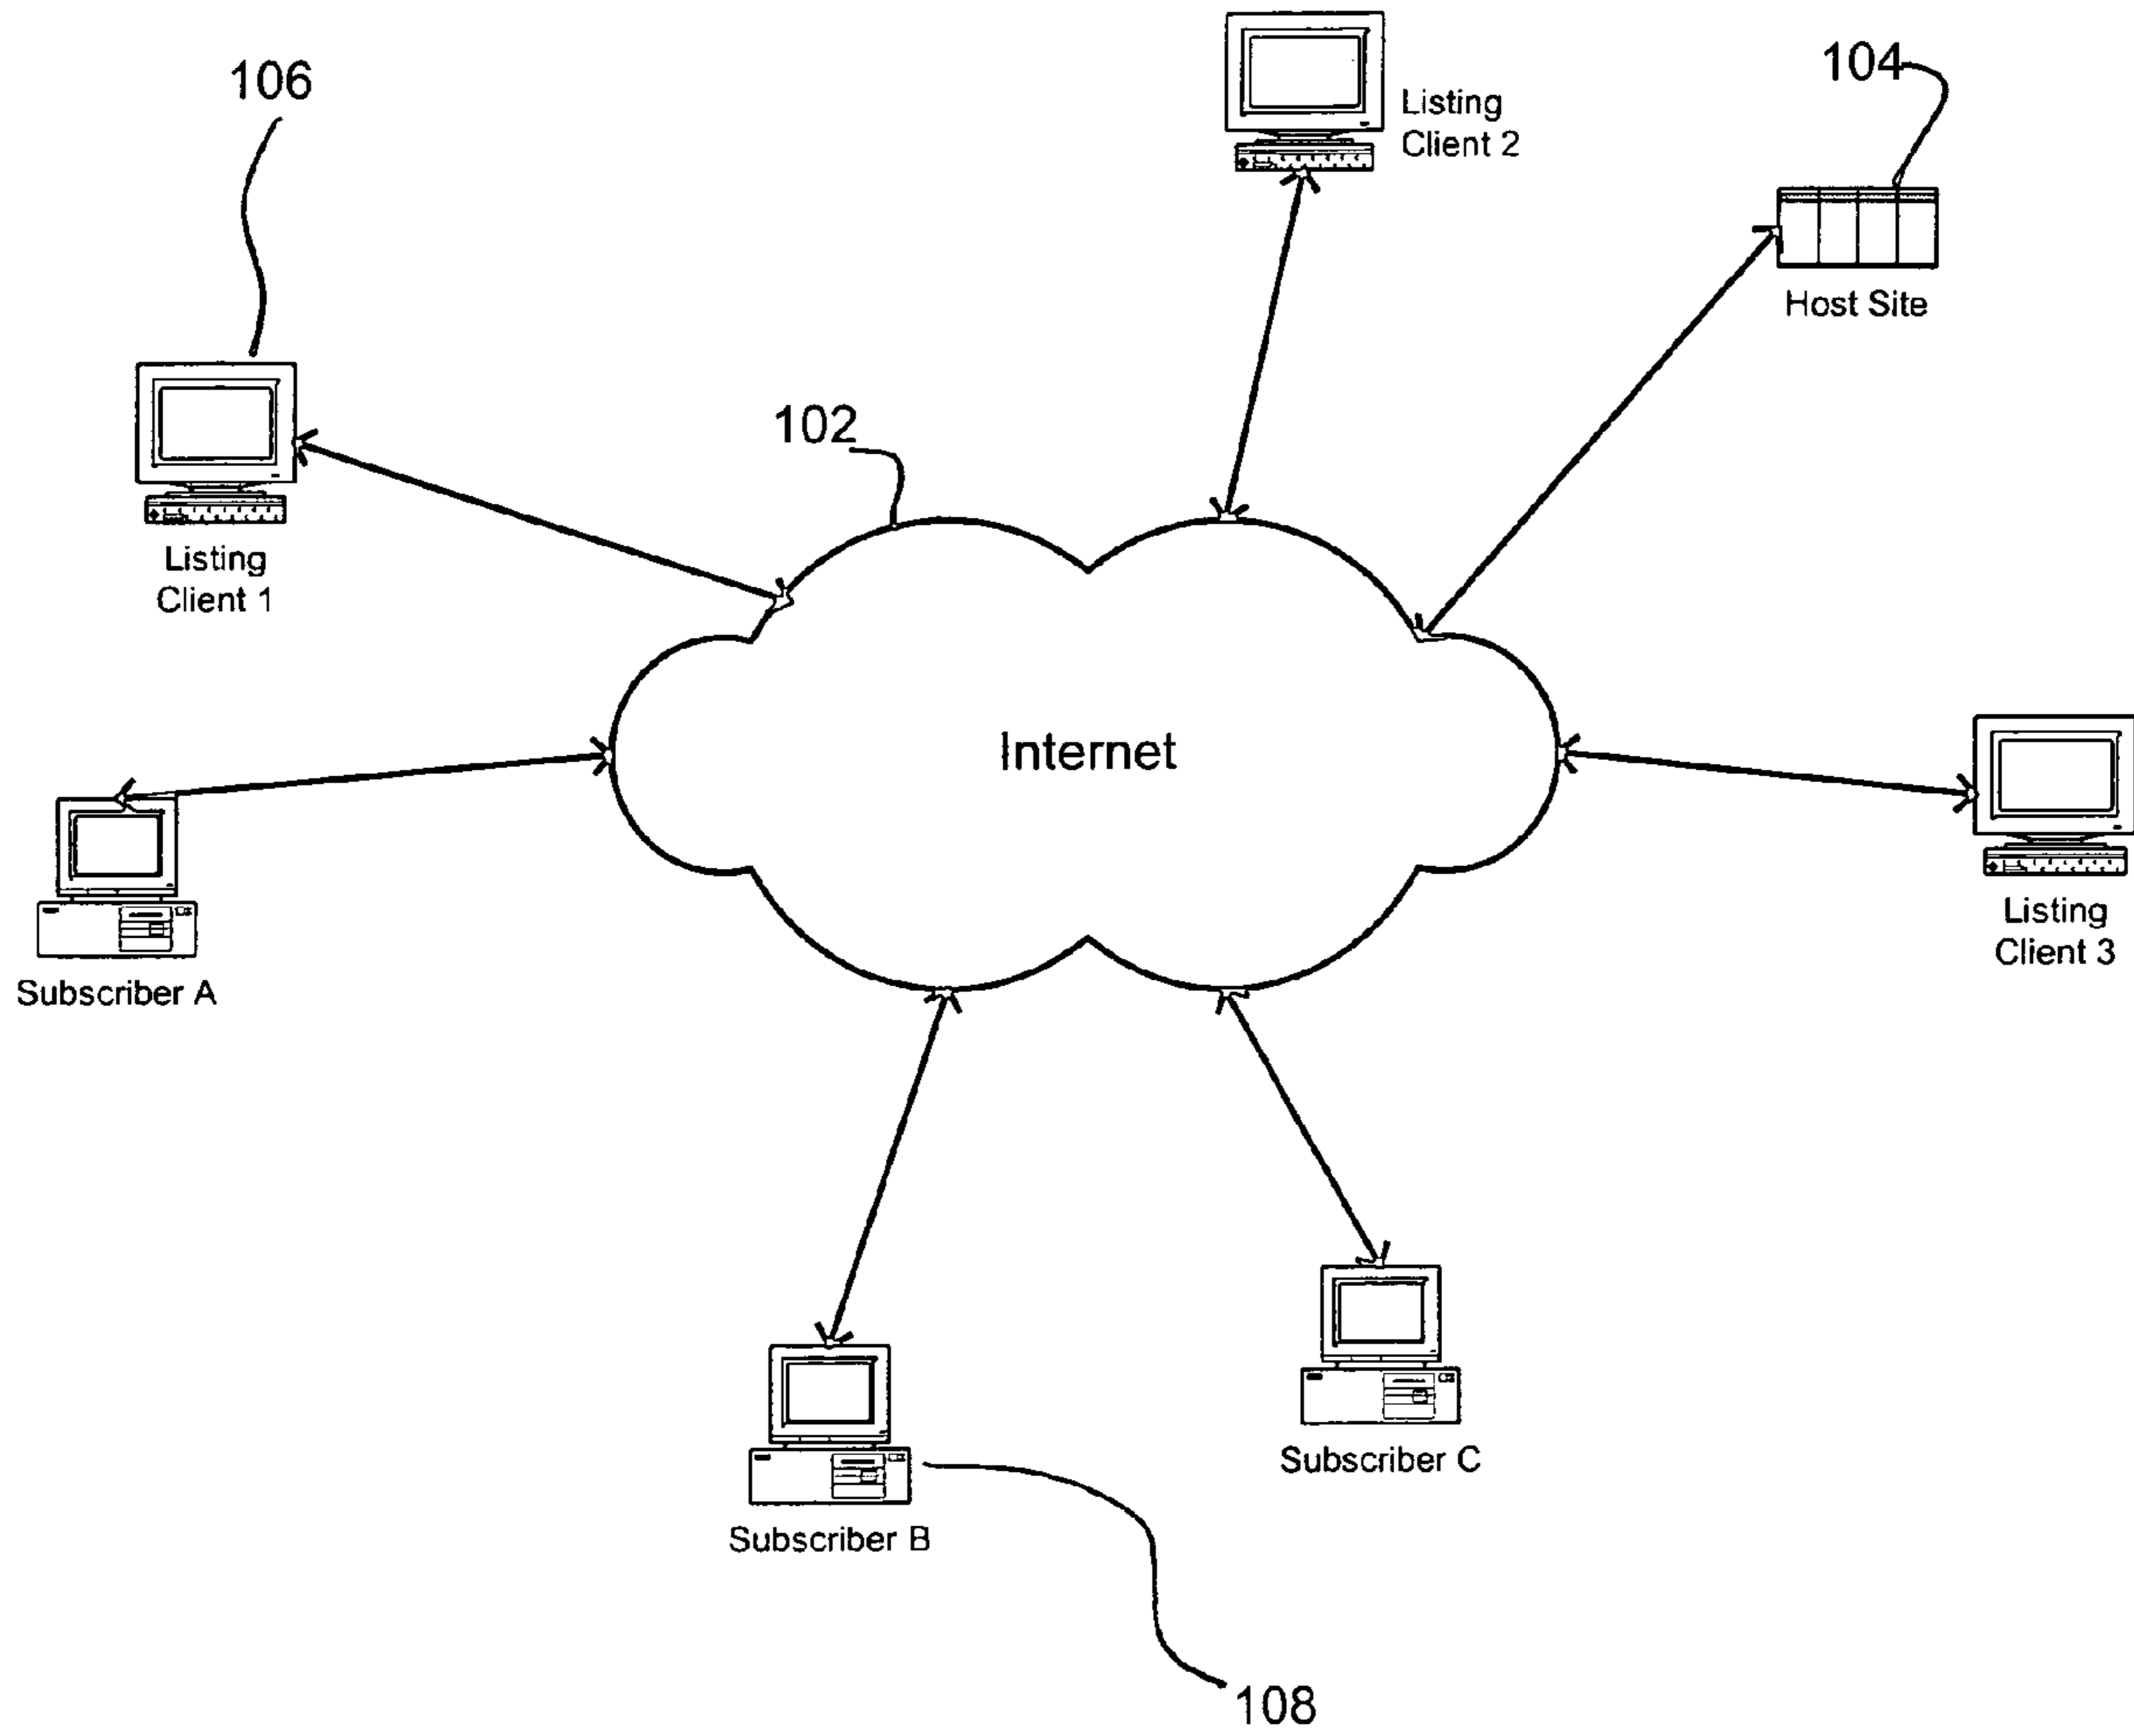 106
Listing
Client 2
104
Host Site
102
Listing
Client 1
Internet
Subscriber A
Listing
Client 3
Subscriber C
Subscriber B
108